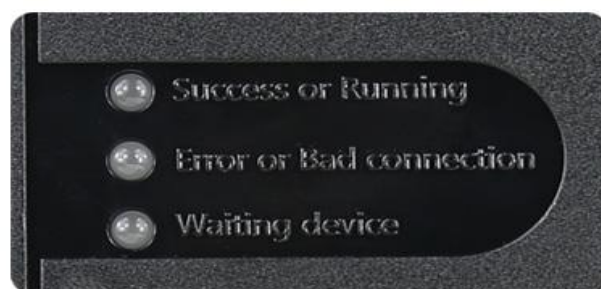 Success or Running
Error or Bad connection
Waiting device